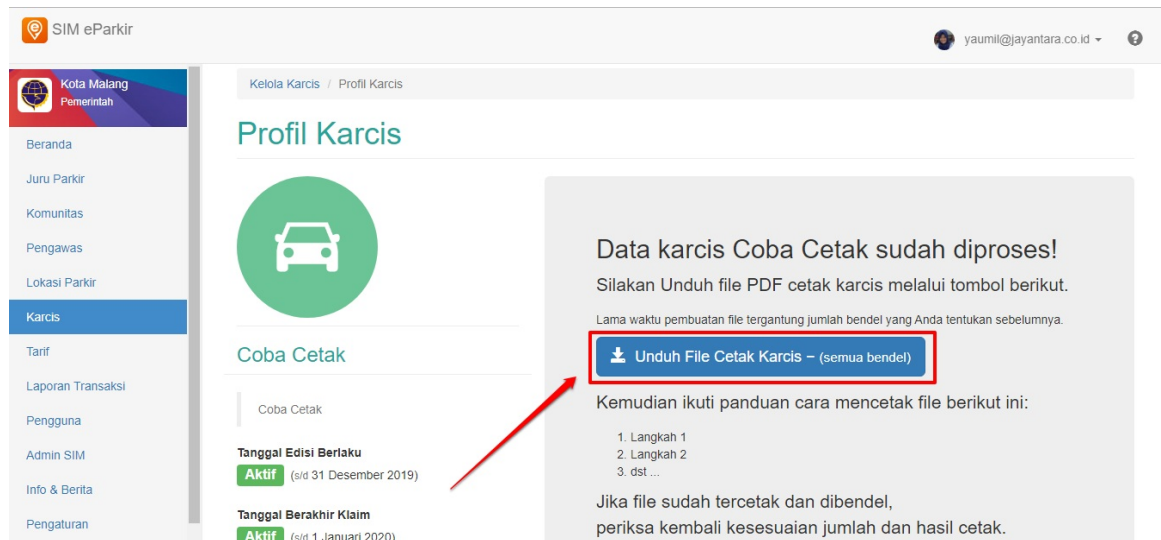 SIM eParkir
yaumil@jayantara.co.id
Kota Malang
Pemerintah
Beranda
Juru Parkir
Komunitas
Pengawas
Lokasi Parkir
Karcis
Tarif
Laporan Transaksi
Pengguna
Admin SIM
Info & Berita
Pengaturan
Kelola Karcis / Profil Karcis
Profil Karcis
Coba Cetak
Coba Cetak
Tanggal Edisi Berlaku
Aktif (s/d 31 Desember 2019)
Tanggal Berakhir Klaim
Aktif (s/d 1 Januari 2020)
Data karcis Coba Cetak sudah diproses!
Silakan Unduh file PDF cetak karcis melalui tombol berikut.
Lama waktu pembuatan file tergantung jumlah bendel yang Anda tentukan sebelumnya.
Unduh File Cetak Karcis – (semua bendel)
Kemudian ikuti panduan cara mencetak file berikut ini:
1. Langkah 1
2. Langkah 2
3. dst ...
Jika file sudah tercetak dan dibendel,
periksa kembali kesesuaian jumlah dan hasil cetak.